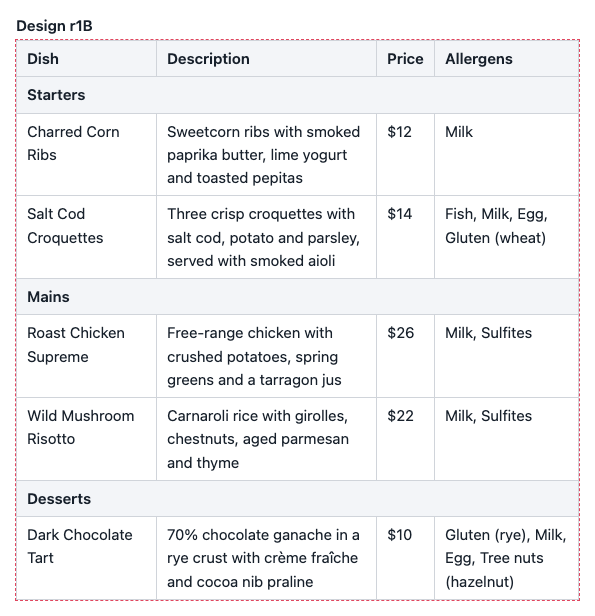 Design r1B
Dish Description Price Allergens
Starters
Charred Corn Ribs
Sweetcorn ribs with smoked
paprika butter, lime yogurt
and toasted pepitas
$12
Milk
Salt Cod
Croquettes
Three crisp croquettes with
salt cod, potato and parsley,
served with smoked aioli
$14
Fish, Milk, Egg,
Gluten (wheat)
Mains
Roast Chicken
Supreme
Free-range chicken with
crushed potatoes, spring
greens and a tarragon jus
$26
Milk, Sulfites
Wild Mushroom
Risotto
Carnaroli rice with girolles,
chestnuts, aged parmesan
and thyme
$22
Milk, Sulfites
Desserts
Dark Chocolate
Tart
70% chocolate ganache in a
rye crust with crème fraîche
and cocoa nib praline
$10
Gluten (rye), Milk,
Egg, Tree nuts
(hazelnut)